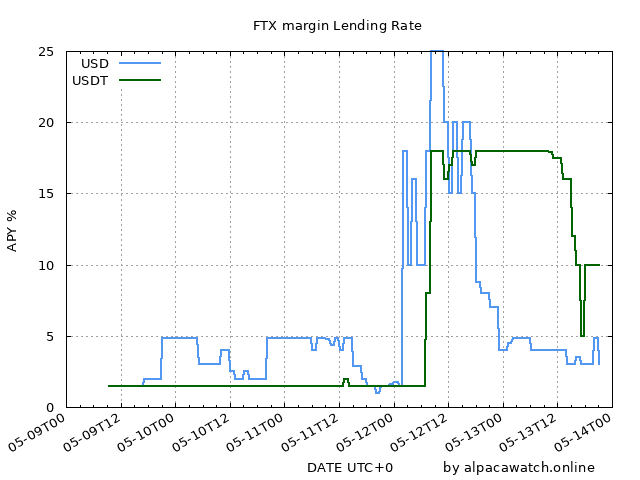 FTX margin Lending Rate
25
USD
USDT
20
15
APY %
10
5
0
05-09T00
05-09T12
05-10T00
05-10T12
05-11T00
05-11T12
05-12T00
05-12T12
05-13T00
05-13T12
05-14T00
DATE UTC+0
by alpacawatch.online